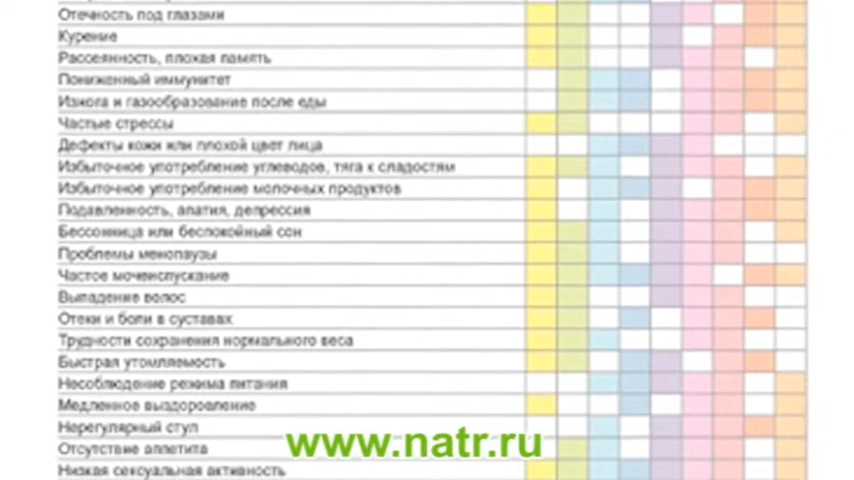 Отечность под глазами
Курение
Рассеянность, плохая память
Пониженный иммунитет
Изжога и газообразование после еды
Частые стрессы
Дефекты кожи или плохой цвет лица
Избыточное употребление углеводов, тяга к сладостям
Избыточное употребление молочных продуктов
Подавленность, апатия, депрессия
Бессонница или беспокойный сон
Проблемы менопаузы
Частое мочеиспускание
Выпадение волос
Отеки и боли в суставах
Трудности сохранения нормального веса
Быстрая утомляемость
Несоблюдение режима питания
Медленное выздоровление
Нерегулярный стул
www.natr.ru
Отсутствие аппетита
Низкая сексуальная активность